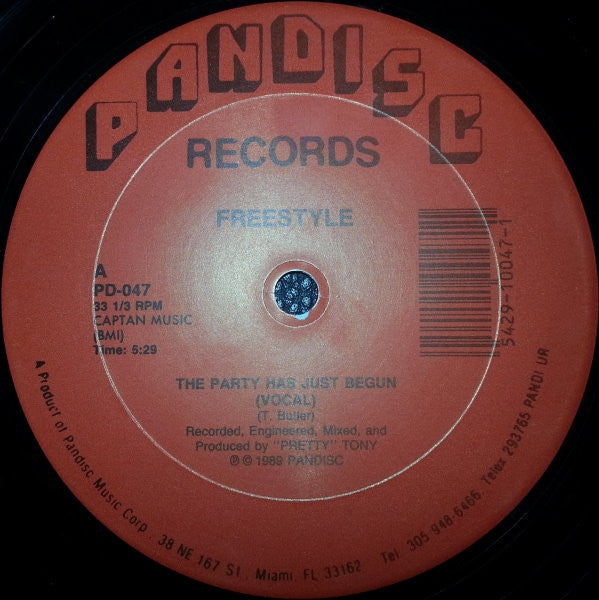 PANDISC
RECORDS
FREESTYLE
A
PD-047
33 1/3 RPM
CAPTAN MUSIC
(BMI)
Time: 5:29
5429-10047-1
THE PARTY HAS JUST BEGUN
(VOCAL)
(T. Butler)
Recorded, Engineered, Mixed, and
Produced by "PRETTY" TONY
℗ © 1989 PANDISC
A Product of Pandisc Music Corp. 38 NE 167 St., Miami, FL 33162 Tel 305 948-6466 Telex 293765 PANDI UR